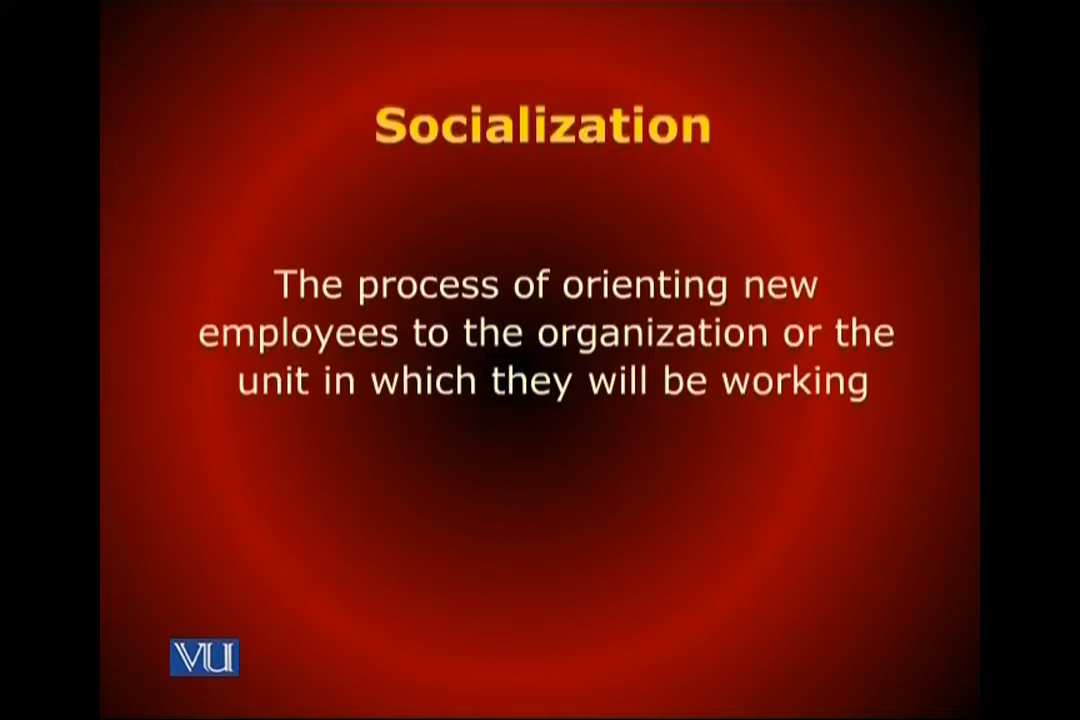 Socialization
The process of orienting new
employees to the organization or the
unit in which they will be working
VU